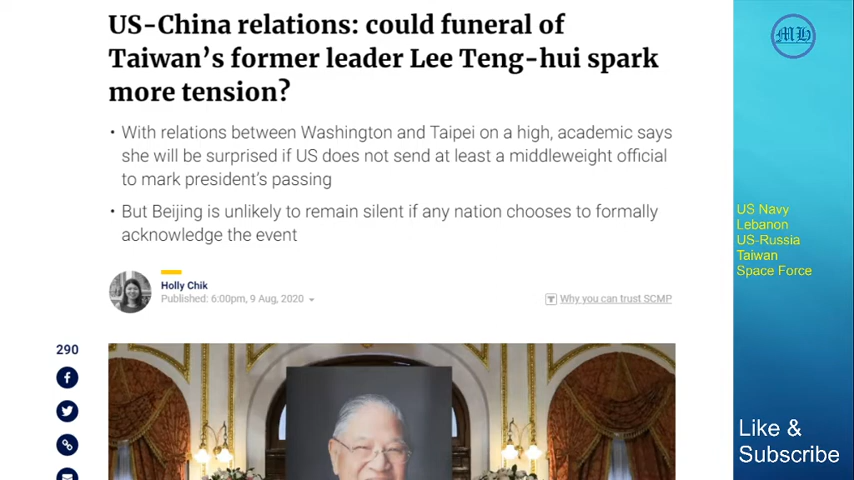 US-China relations: could funeral of
Taiwan’s former leader Lee Teng-hui spark
more tension?
• With relations between Washington and Taipei on a high, academic says
she will be surprised if US does not send at least a middleweight official
to mark president’s passing
• But Beijing is unlikely to remain silent if any nation chooses to formally
acknowledge the event
Holly Chik
Published: 6:00pm, 9 Aug, 2020
Why you can trust SCMP
290
MH
US Navy
Lebanon
US-Russia
Taiwan
Space Force
Like &
Subscribe